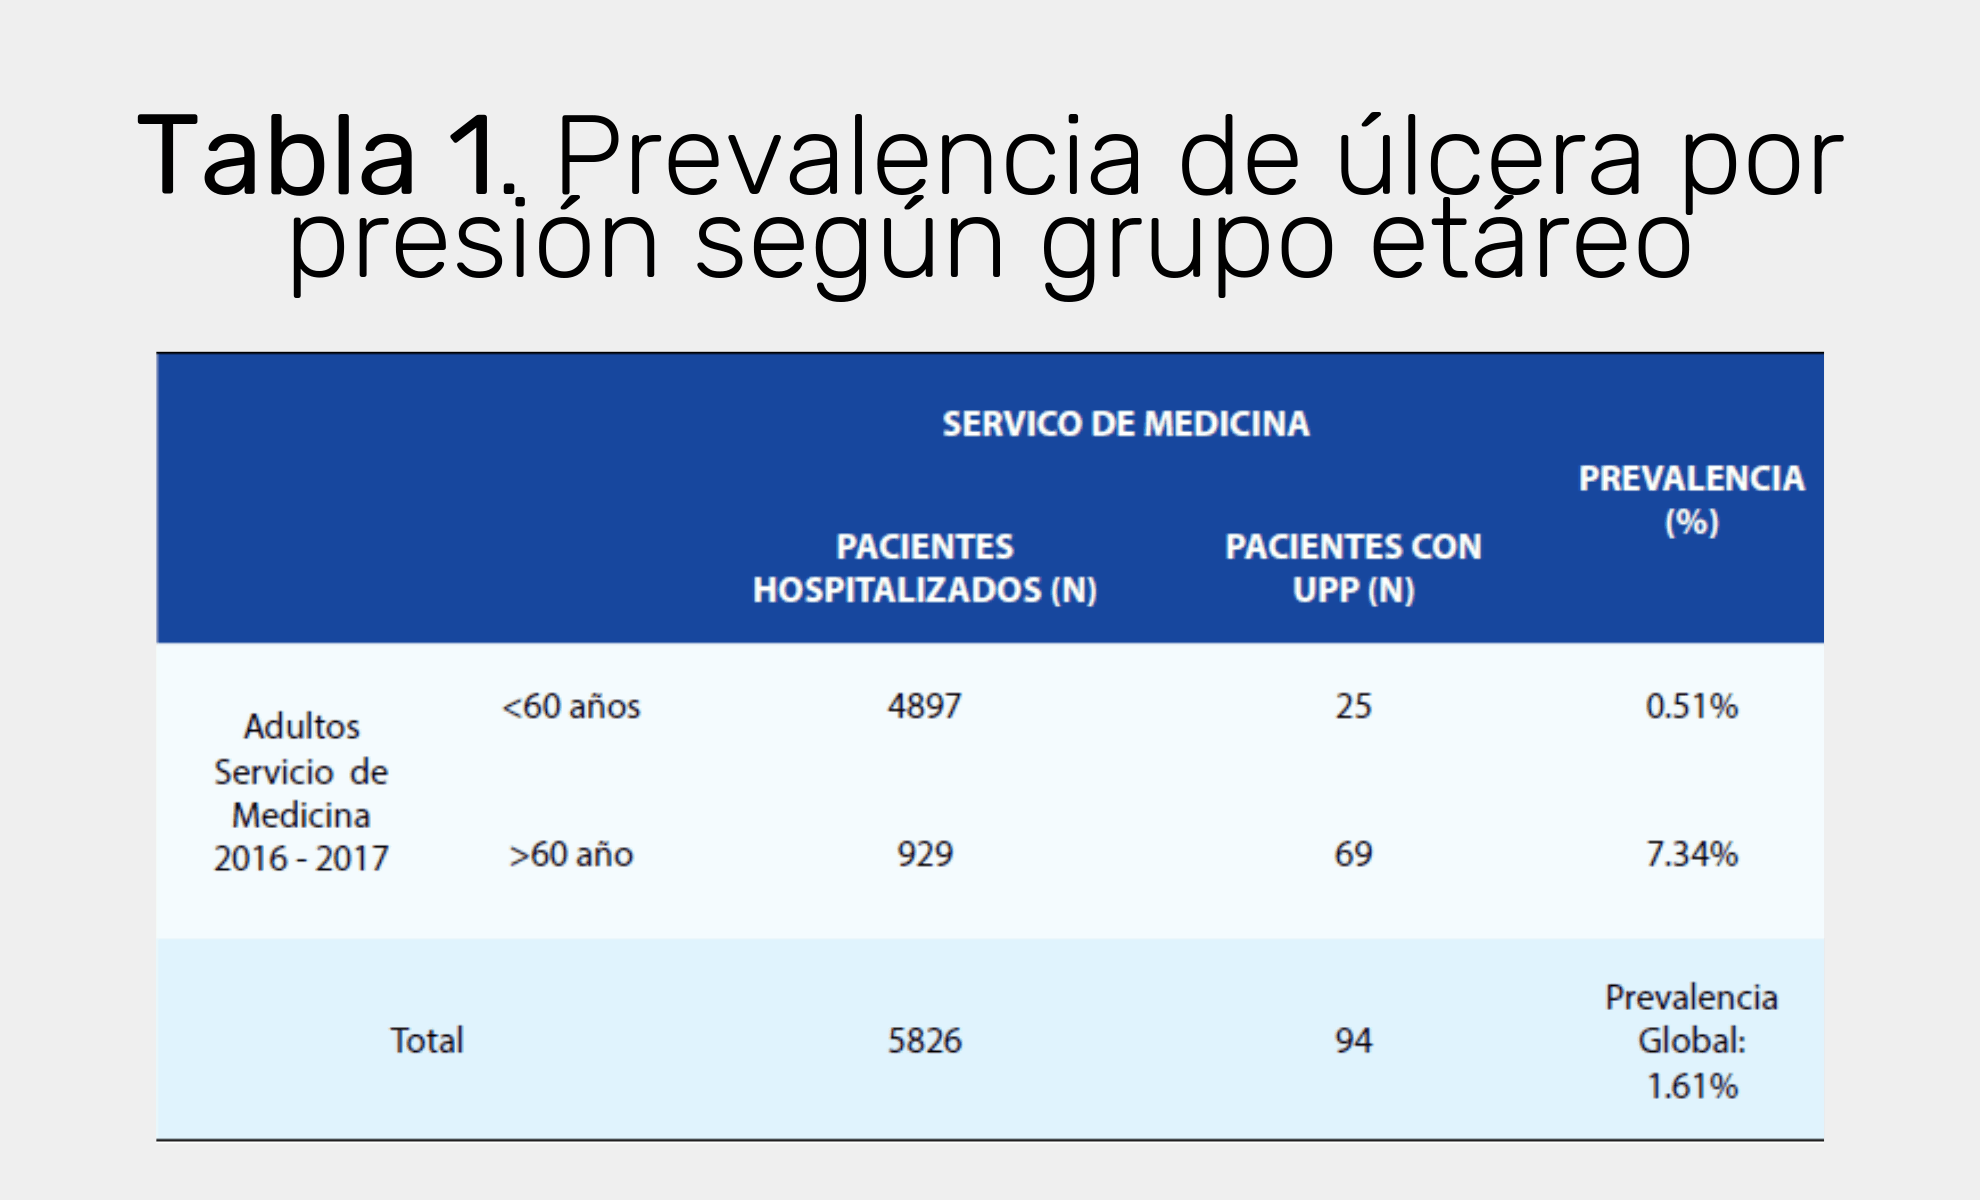 Tabla 1. Prevalencia de úlcera por
presión según grupo etáreo
SERVICO DE MEDICINA
PREVALENCIA
(%)
PACIENTES
HOSPITALIZADOS (N)
PACIENTES CON
UPP (N)
Adultos
Servicio de
Medicina
2016 - 2017
<60 años
4897
25
0.51%
>60 año
929
69
7.34%
Total
5826
94
Prevalencia
Global:
1.61%